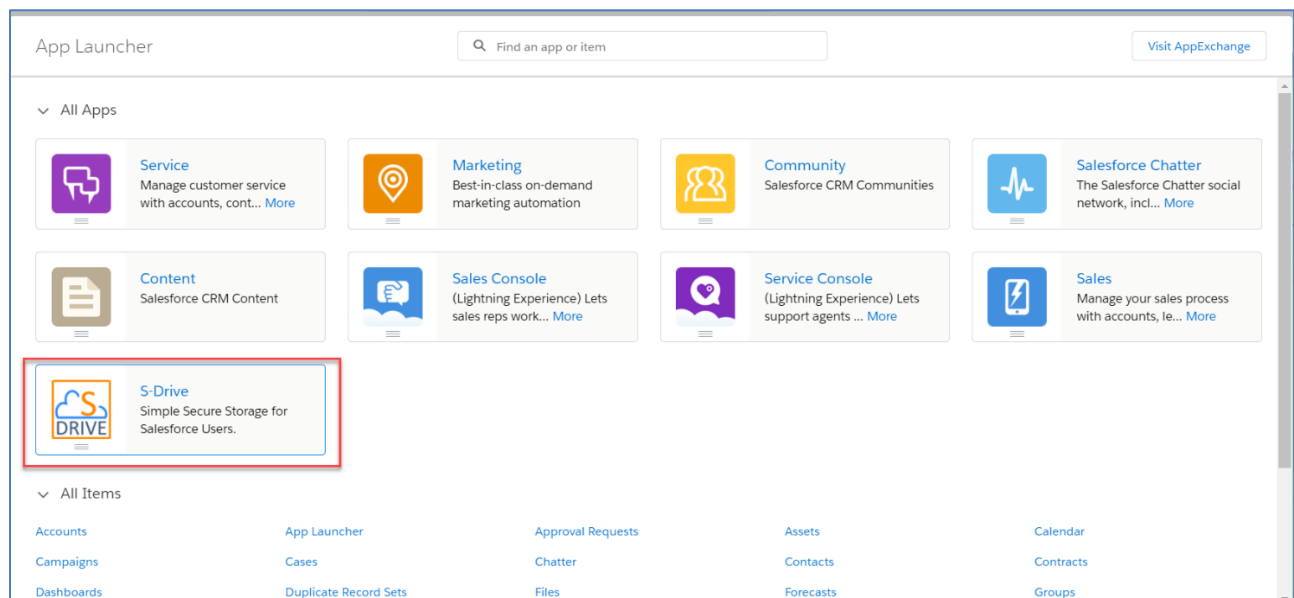 App Launcher
Find an app or item
Visit AppExchange
All Apps
Service
Manage customer service
with accounts, cont... More
Marketing
Best-in-class on-demand
marketing automation
Community
Salesforce CRM Communities
Salesforce Chatter
The Salesforce Chatter social
network, incl... More
Content
Salesforce CRM Content
Sales Console
(Lightning Experience) Lets
sales reps work... More
Service Console
(Lightning Experience) Lets
support agents ... More
Sales
Manage your sales process
with accounts, le... More
S
DRIVE
S-Drive
Simple Secure Storage for
Salesforce Users.
All Items
Accounts
App Launcher
Approval Requests
Assets
Calendar
Campaigns
Cases
Chatter
Contacts
Contracts
Dashboards
Duplicate Record Sets
Files
Forecasts
Groups